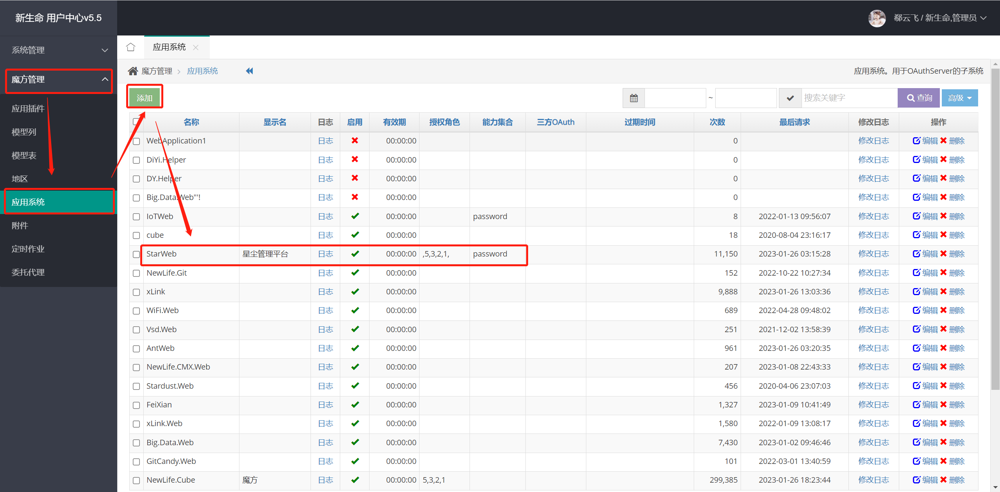 新生命 用户中心v5.5
郗云飞 / 新生命,管理员
系统管理
魔方管理
应用插件
模型列
模型表
地区
应用系统
附件
定时作业
委托代理
应用系统
魔方管理 应用系统
应用系统。用于OAuthServer的子系统
添加
~ 搜索关键字 查询 高级
名称 显示名 日志 启用 有效期 授权角色 能力集合 三方OAuth 过期时间 次数 最后请求 修改日志 操作
WebApplication1 日志 00:00:00 0 修改日志 编辑 删除
DiYi.Helper 日志 00:00:00 0 修改日志 编辑 删除
DY.Helper 日志 00:00:00 0 修改日志 编辑 删除
Big.Data.Web"'! 日志 00:00:00 0 修改日志 编辑 删除
IoTWeb 日志 00:00:00 password 8 2022-01-13 09:56:07 修改日志 编辑 删除
cube 日志 00:00:00 18 2020-08-04 23:16:17 修改日志 编辑 删除
StarWeb 星尘管理平台 日志 00:00:00 ,5,3,2,1, password 11,150 2023-01-26 03:15:28 修改日志 编辑 删除
NewLife.Git 日志 00:00:00 152 2022-10-22 10:27:34 修改日志 编辑 删除
xLink 日志 00:00:00 9,888 2023-01-26 13:03:36 修改日志 编辑 删除
WiFi.Web 日志 00:00:00 689 2022-04-28 09:48:02 修改日志 编辑 删除
Vsd.Web 日志 00:00:00 251 2021-12-02 13:58:39 修改日志 编辑 删除
AntWeb 日志 00:00:00 961 2023-01-26 03:20:35 修改日志 编辑 删除
NewLife.CMX.Web 日志 00:00:00 207 2023-01-08 22:43:33 修改日志 编辑 删除
Stardust.Web 日志 00:00:00 456 2020-04-06 23:07:03 修改日志 编辑 删除
FeiXian 日志 00:00:00 1,327 2023-01-09 10:41:49 修改日志 编辑 删除
xLink.Web 日志 00:00:00 1,580 2022-01-09 13:08:17 修改日志 编辑 删除
Big.Data.Web 日志 00:00:00 7,430 2023-01-02 09:46:46 修改日志 编辑 删除
GitCandy.Web 日志 00:00:00 101 2022-03-01 13:40:59 修改日志 编辑 删除
NewLife.Cube 魔方 日志 00:00:00 5,3,2,1 299,385 2023-01-26 18:23:44 修改日志 编辑 删除